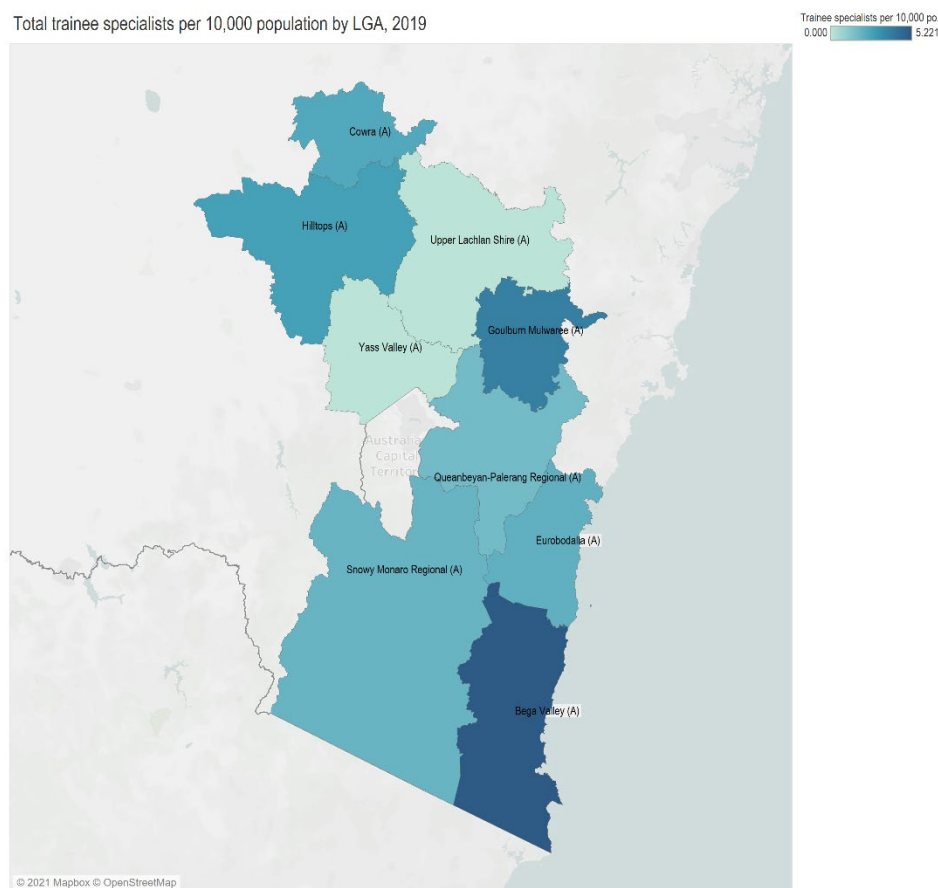 Total trainee specialists per 10,000 population by LGA, 2019
Trainee specialists per 10,000 po.
0.000
5.221
Cowra (A)
Hilltops (A)
Upper Lachlan Shire (A)
Goulburn Mulwaree (A)
Yass Valley (A)
Australia
Capital
Territor
Queanbeyan-Palerang Regional (A)
Eurobodalla (A)
Snowy Monaro Regional (A)
Bega Valley (A)
© 2021 Mapbox © OpenStreetMap